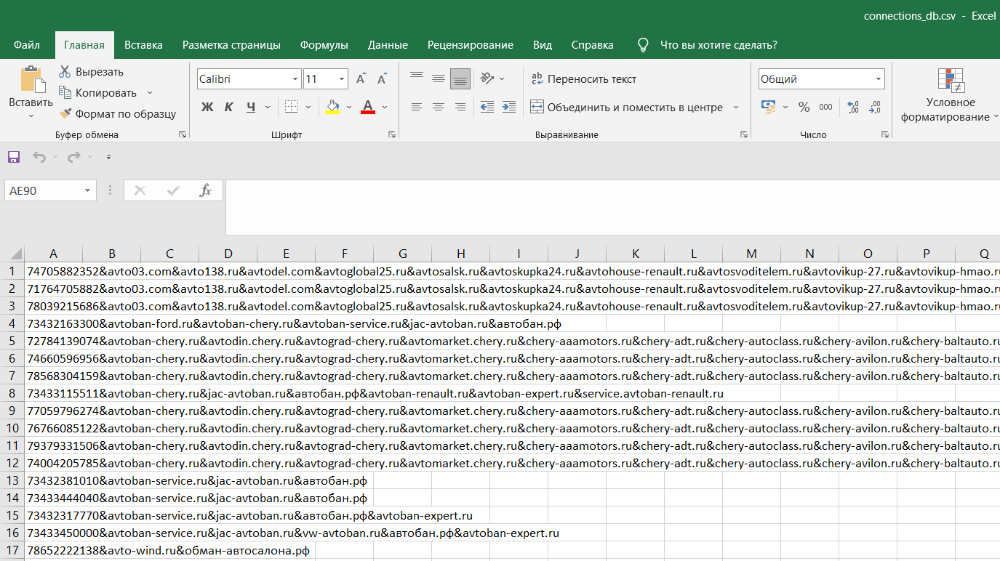 connections_db.csv - Excel
Файл Главная Вставка Разметка страницы Формулы Данные Рецензирование Вид Справка Что вы хотите сделать?
Вставить
Вырезать
Копировать
Формат по образцу
Буфер обмена
Calibri 11
Ж К Ч А
Шрифт
Переносить текст
Объединить и поместить в центре
Выравнивание
Общий
% 000
Число
Условное
форматирование
AE90
fx
A B C D E F G H I J K L M N O P Q
1 74705882352&avto03.com&avto138.ru&avtodel.com&avtoglobal25.ru&avtosalsk.ru&avtoskupka24.ru&avtohouse-renault.ru&avtosvoditelem.ru&avtovikup-27.ru&avtovikup-hmao.ru
2 71764705882&avto03.com&avto138.ru&avtodel.com&avtoglobal25.ru&avtosalsk.ru&avtoskupka24.ru&avtohouse-renault.ru&avtosvoditelem.ru&avtovikup-27.ru&avtovikup-hmao.ru
3 78039215686&avto03.com&avto138.ru&avtodel.com&avtoglobal25.ru&avtosalsk.ru&avtoskupka24.ru&avtohouse-renault.ru&avtosvoditelem.ru&avtovikup-27.ru&avtovikup-hmao.ru
4 73432163300&avtoban-ford.ru&avtoban-chery.ru&avtoban-service.ru&jac-avtoban.ru&автобан.рф
5 72784139074&avtoban-chery.ru&avtodin.chery.ru&avtograd-chery.ru&avtomarket.chery.ru&chery-aaamotors.ru&chery-adt.ru&chery-autoclass.ru&chery-avilon.ru&chery-baltauto.ru
6 74660596956&avtoban-chery.ru&avtodin.chery.ru&avtograd-chery.ru&avtomarket.chery.ru&chery-aaamotors.ru&chery-adt.ru&chery-autoclass.ru&chery-avilon.ru&chery-baltauto.ru
7 78568304159&avtoban-chery.ru&avtodin.chery.ru&avtograd-chery.ru&avtomarket.chery.ru&chery-aaamotors.ru&chery-adt.ru&chery-autoclass.ru&chery-avilon.ru&chery-baltauto.ru
8 73433115511&avtoban-chery.ru&jac-avtoban.ru&автобан.рф&avtoban-renault.ru&avtoban-expert.ru&service.avtoban-renault.ru
9 77059796274&avtoban-chery.ru&avtodin.chery.ru&avtograd-chery.ru&avtomarket.chery.ru&chery-aaamotors.ru&chery-adt.ru&chery-autoclass.ru&chery-avilon.ru&chery-baltauto.ru
10 76766085122&avtoban-chery.ru&avtodin.chery.ru&avtograd-chery.ru&avtomarket.chery.ru&chery-aaamotors.ru&chery-adt.ru&chery-autoclass.ru&chery-avilon.ru&chery-baltauto.ru
11 79379331506&avtoban-chery.ru&avtodin.chery.ru&avtograd-chery.ru&avtomarket.chery.ru&chery-aaamotors.ru&chery-adt.ru&chery-autoclass.ru&chery-avilon.ru&chery-baltauto.ru
12 74004205785&avtoban-chery.ru&avtodin.chery.ru&avtograd-chery.ru&avtomarket.chery.ru&chery-aaamotors.ru&chery-adt.ru&chery-autoclass.ru&chery-avilon.ru&chery-baltauto.ru
13 73432381010&avtoban-service.ru&jac-avtoban.ru&автобан.рф
14 73433444040&avtoban-service.ru&jac-avtoban.ru&автобан.рф
15 73432317770&avtoban-service.ru&jac-avtoban.ru&автобан.рф&avtoban-expert.ru
16 73433450000&avtoban-service.ru&jac-avtoban.ru&vw-avtoban.ru&автобан.рф&avtoban-expert.ru
17 78652222138&avto-wind.ru&обман-автосалона.рф